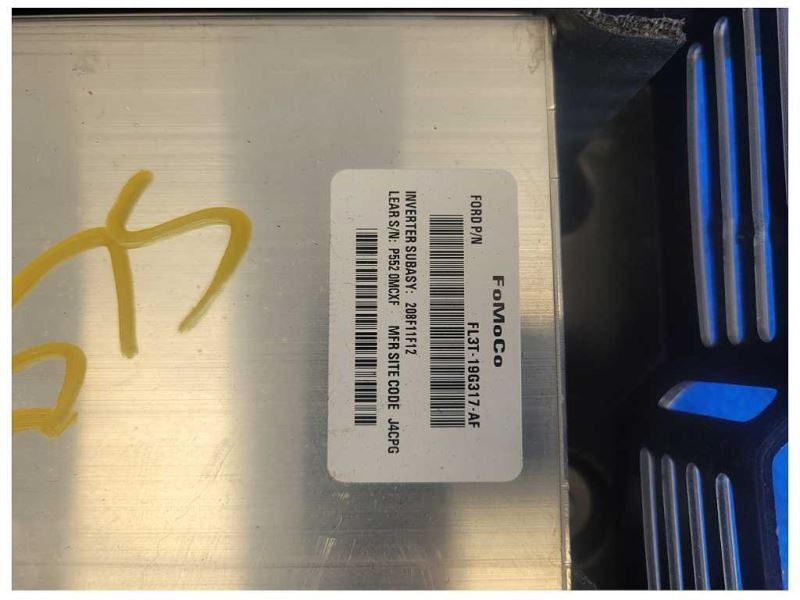 FoMoCo
FORD P/N FL3T-19G317-AF
INVERTER SUBASY: 208F11F12
LEAR S/N: P552 0MCXF MFR SITE CODE J4CPG